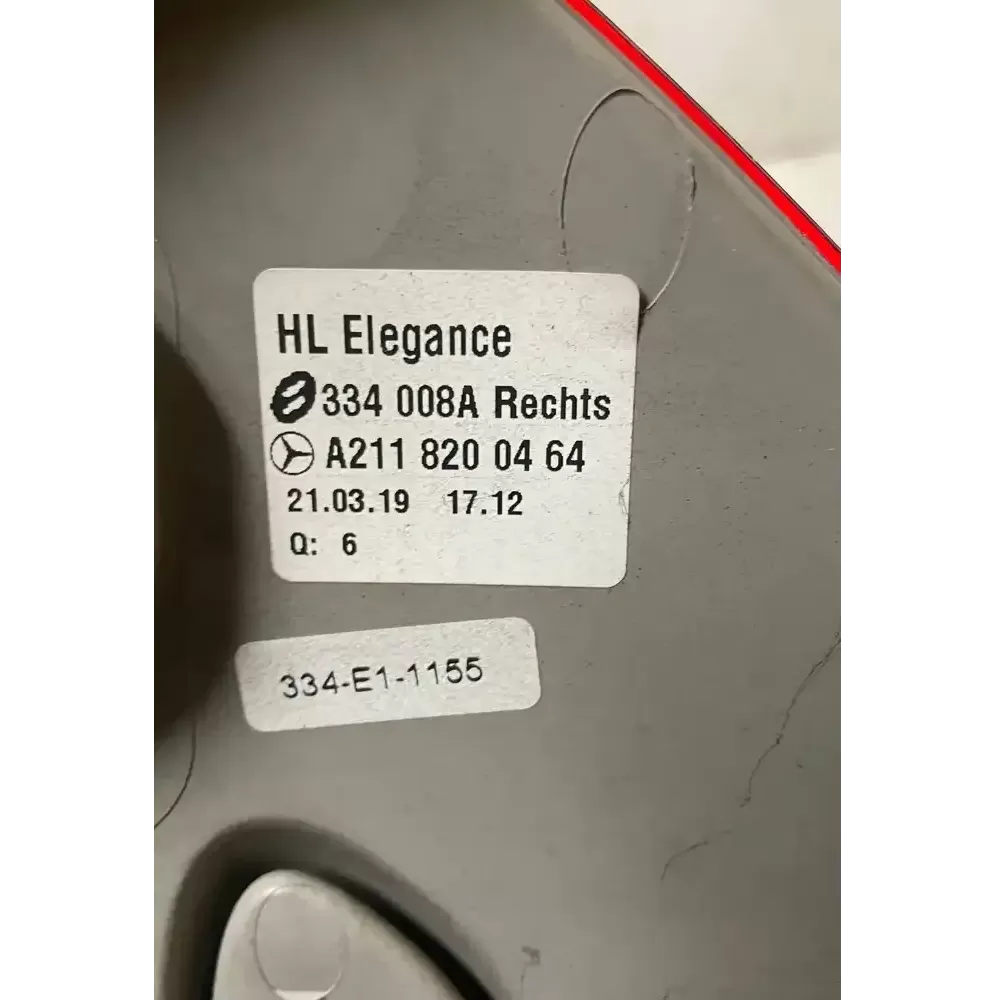 HL Elegance
334 008A Rechts
A211 820 04 64
21.03.19 17.12
Q: 6
334-E1-1155